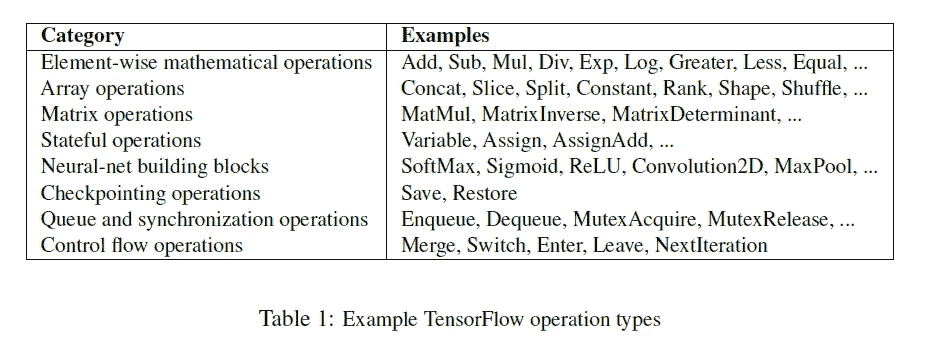 Category Examples
Element-wise mathematical operations Add, Sub, Mul, Div, Exp, Log, Greater, Less, Equal, ...
Array operations Concat, Slice, Split, Constant, Rank, Shape, Shuffle, ...
Matrix operations MatMul, MatrixInverse, MatrixDeterminant, ...
Stateful operations Variable, Assign, AssignAdd, ...
Neural-net building blocks SoftMax, Sigmoid, ReLU, Convolution2D, MaxPool, ...
Checkpointing operations Save, Restore
Queue and synchronization operations Enqueue, Dequeue, MutexAcquire, MutexRelease, ...
Control flow operations Merge, Switch, Enter, Leave, NextIteration
Table 1: Example TensorFlow operation types